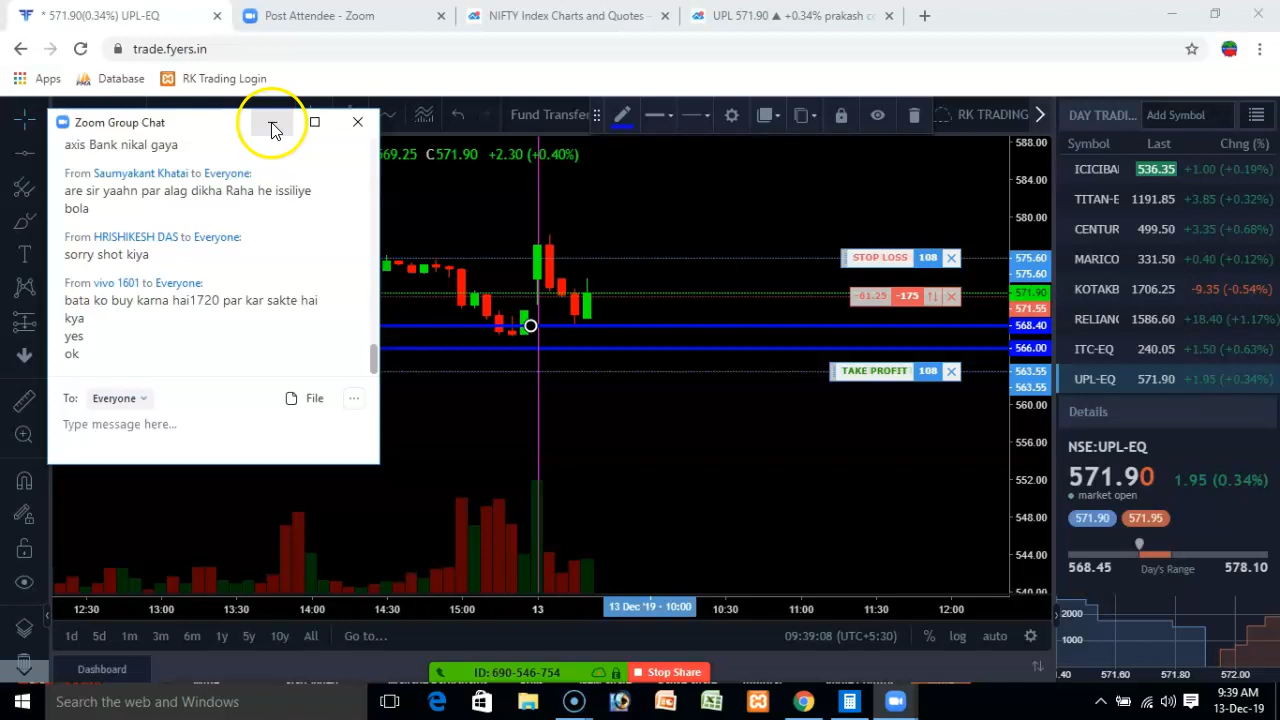 * 571.90(0.34%) UPL-EQ
Post Attendee - Zoom
NIFTY Index Charts and Quotes -
UPL 571.90 ▲ +0.34% prakash co
trade.fyers.in
Apps
Database
RK Trading Login
Zoom Group Chat
axis Bank nikal gaya
From Saumyakant Khatai to Everyone:
are sir yaahn par alag dikha Raha he issiliye
bola
From HRISHIKESH DAS to Everyone:
sorry shot kiya
From vivo 1601 to Everyone:
bata ko buy karna hai1720 par kar sakte hai
kya
yes
ok
To: Everyone
File
Type message here...
Fund Transfer
RK TRADING
569.25 C571.90 +2.30 (+0.40%)
588.00
584.00
580.00
575.60
575.60
571.90
571.55
568.40
566.00
563.55
563.55
560.00
556.00
552.00
548.00
544.00
540.00
STOP LOSS 108
-61.25 -175
TAKE PROFIT 108
12:30 13:00 13:30 14:00 14:30 15:00 13 13 Dec '19 - 10:00 10:30 11:00 11:30 12:00
1d 5d 1m 3m 6m 1y 5y 10y All Go to... 09:39:08 (UTC+5:30) % log auto
Dashboard
ID: 690-546-754
Stop Share
DAY TRADI...
Add Symbol
Symbol Last Chng (%)
ICICIBA 536.35 +1.00 (+0.19%)
TITAN-E 1191.85 +3.85 (+0.32%)
CENTUR 499.50 +3.35 (+0.68%)
MARICO 331.50 +0.40 (+0.12%)
KOTAKB 1706.25 -9.35 (-0.54%)
RELIANC 1586.60 +18.40 (+1.17%)
ITC-EQ 240.05 +1.50 (+0.63%)
UPL-EQ 571.90 +1.95 (+0.34%)
Details
NSE:UPL-EQ
571.90 1.95 (0.34%)
market open
571.90 571.95
568.45 Day's Range 578.10
2000
1000
.40 571.60 572.00
Search the web and Windows
9:39 AM
13-Dec-19